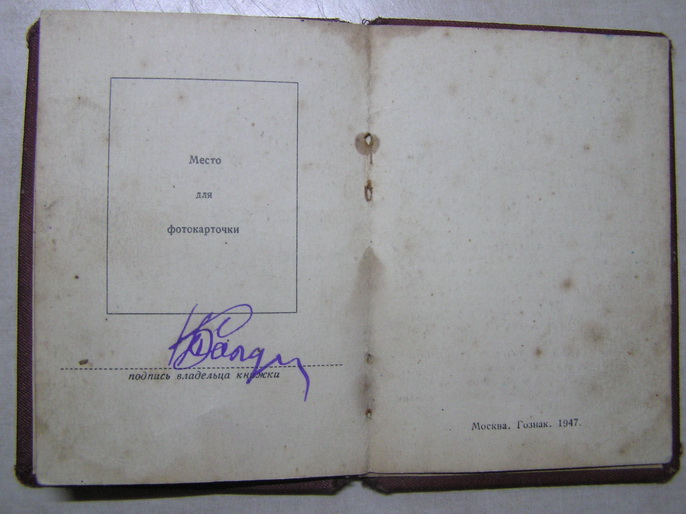 Место
для
фотокарточки
подпись владельца книжки
Москва. Гознак. 1947.